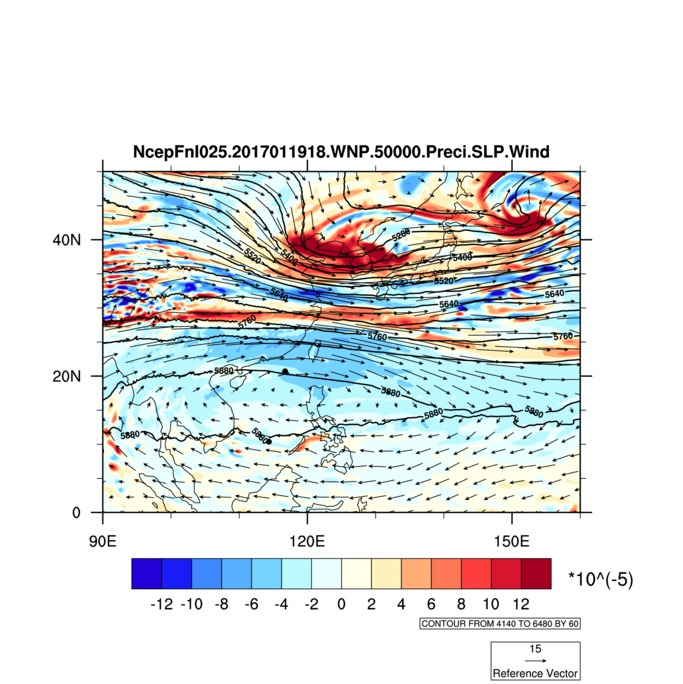 NcepFnl025.2017011918.WNP.50000.Preci.SLP.Wind
40N
20N
0
90E 120E 150E
5280
5400
5400
5520
5520
5640
5640
5640
5760
5760
5760
5880
5880
5880
5880
5880
5880
-12 -10 -8 -6 -4 -2 0 2 4 6 8 10 12
*10^(-5)
CONTOUR FROM 4140 TO 6480 BY 60
15
Reference Vector